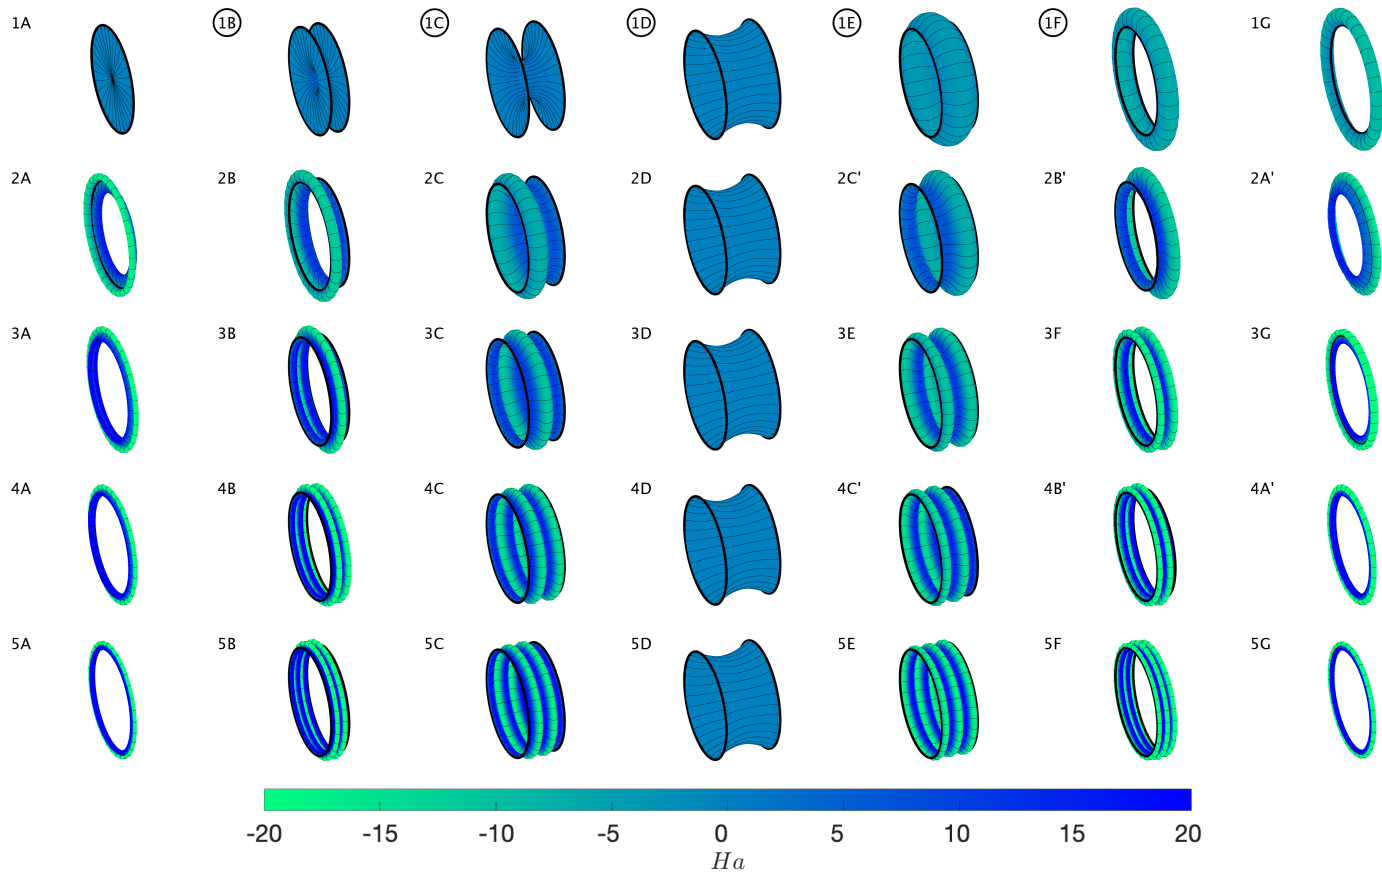 1A 1B 1C 1D 1E 1F 1G
2A 2B 2C 2D 2C' 2B' 2A'
3A 3B 3C 3D 3E 3F 3G
4A 4B 4C 4D 4C' 4B' 4A'
5A 5B 5C 5D 5E 5F 5G
-20 -15 -10 -5 0 5 10 15 20
Ha